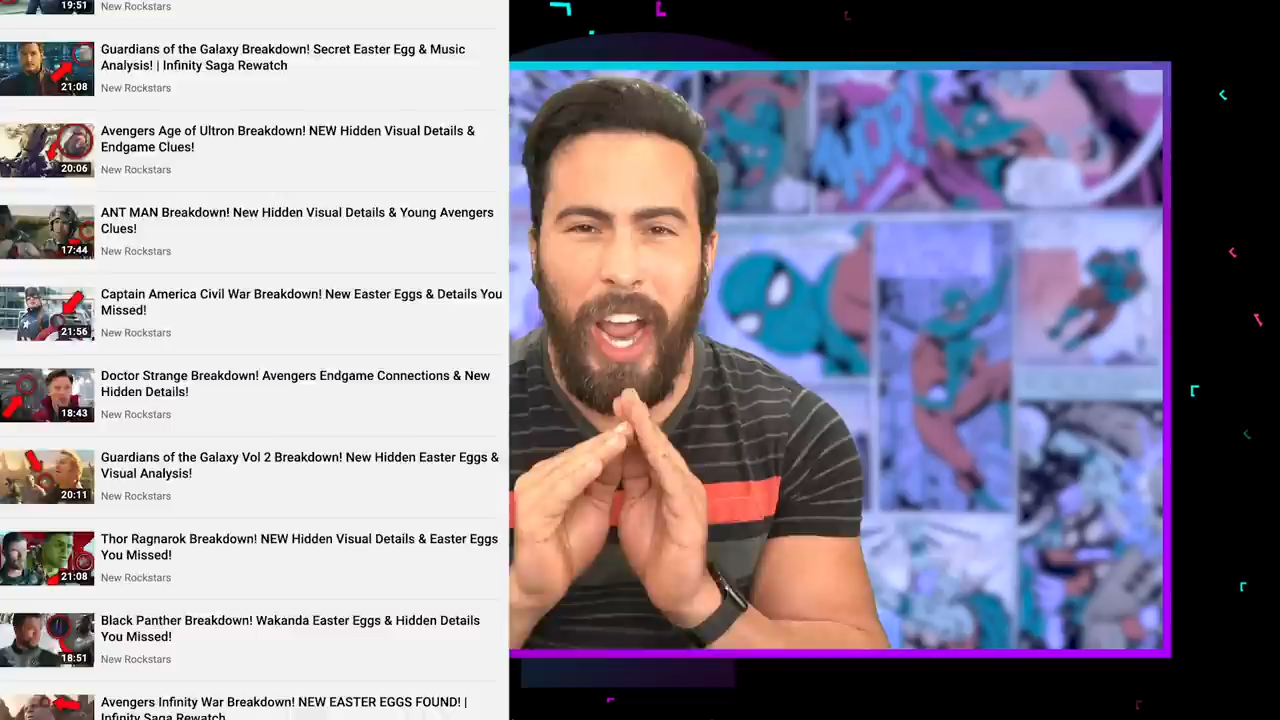 19:51
New Rockstars
Guardians of the Galaxy Breakdown! Secret Easter Egg & Music
Analysis! | Infinity Saga Rewatch
21:08
New Rockstars
Avengers Age of Ultron Breakdown! NEW Hidden Visual Details &
Endgame Clues!
20:06
New Rockstars
ANT MAN Breakdown! New Hidden Visual Details & Young Avengers
Clues!
17:44
New Rockstars
Captain America Civil War Breakdown! New Easter Eggs & Details You
Missed!
21:56
New Rockstars
Doctor Strange Breakdown! Avengers Endgame Connections & New
Hidden Details!
18:43
New Rockstars
Guardians of the Galaxy Vol 2 Breakdown! New Hidden Easter Eggs &
Visual Analysis!
20:11
New Rockstars
Thor Ragnarok Breakdown! NEW Hidden Visual Details & Easter Eggs
You Missed!
21:08
New Rockstars
Black Panther Breakdown! Wakanda Easter Eggs & Hidden Details
You Missed!
18:51
New Rockstars
Avengers Infinity War Breakdown! NEW EASTER EGGS FOUND! |
Infinity Saga Rewatch